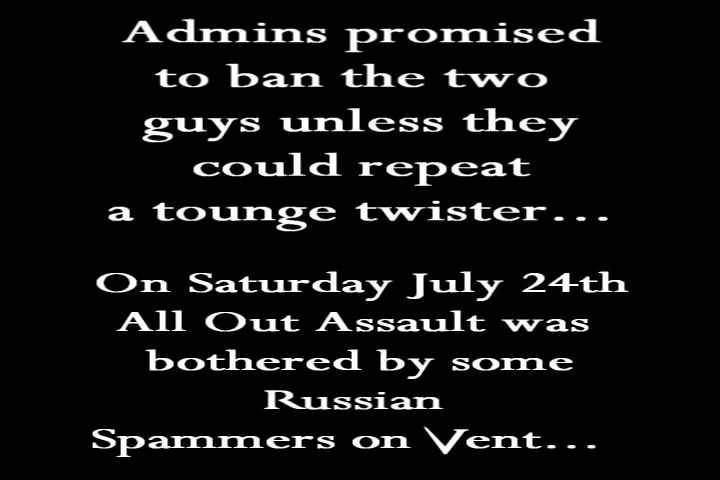 Admins promised
to ban the two
guys unless they
could repeat
a tounge twister...
On Saturday July 24th
All Out Assault was
bothered by some
Russian
Spammers on Vent...